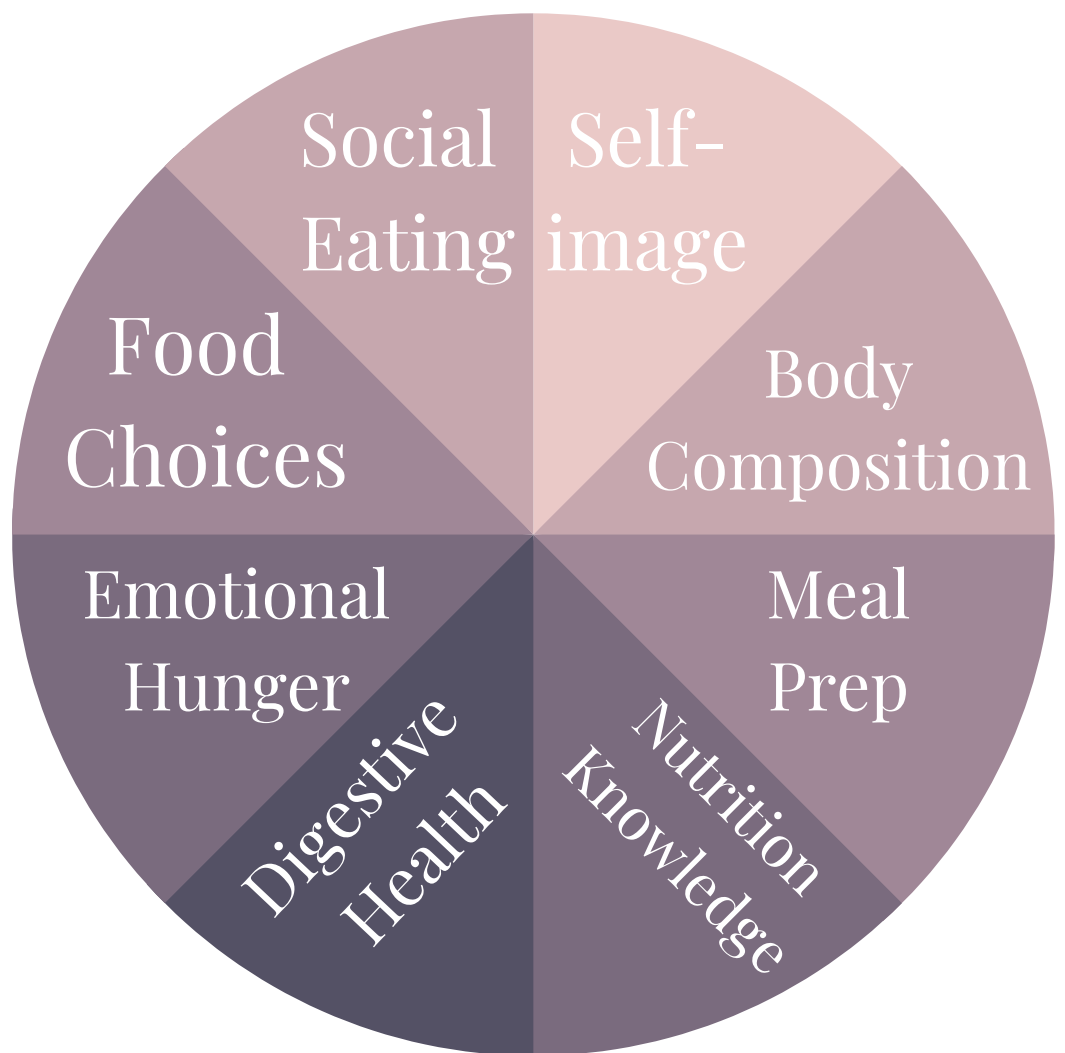 Social
Eating
Self-
image
Body
Composition
Meal
Prep
Nutrition
Knowledge
Digestive
Health
Emotional
Hunger
Food
Choices